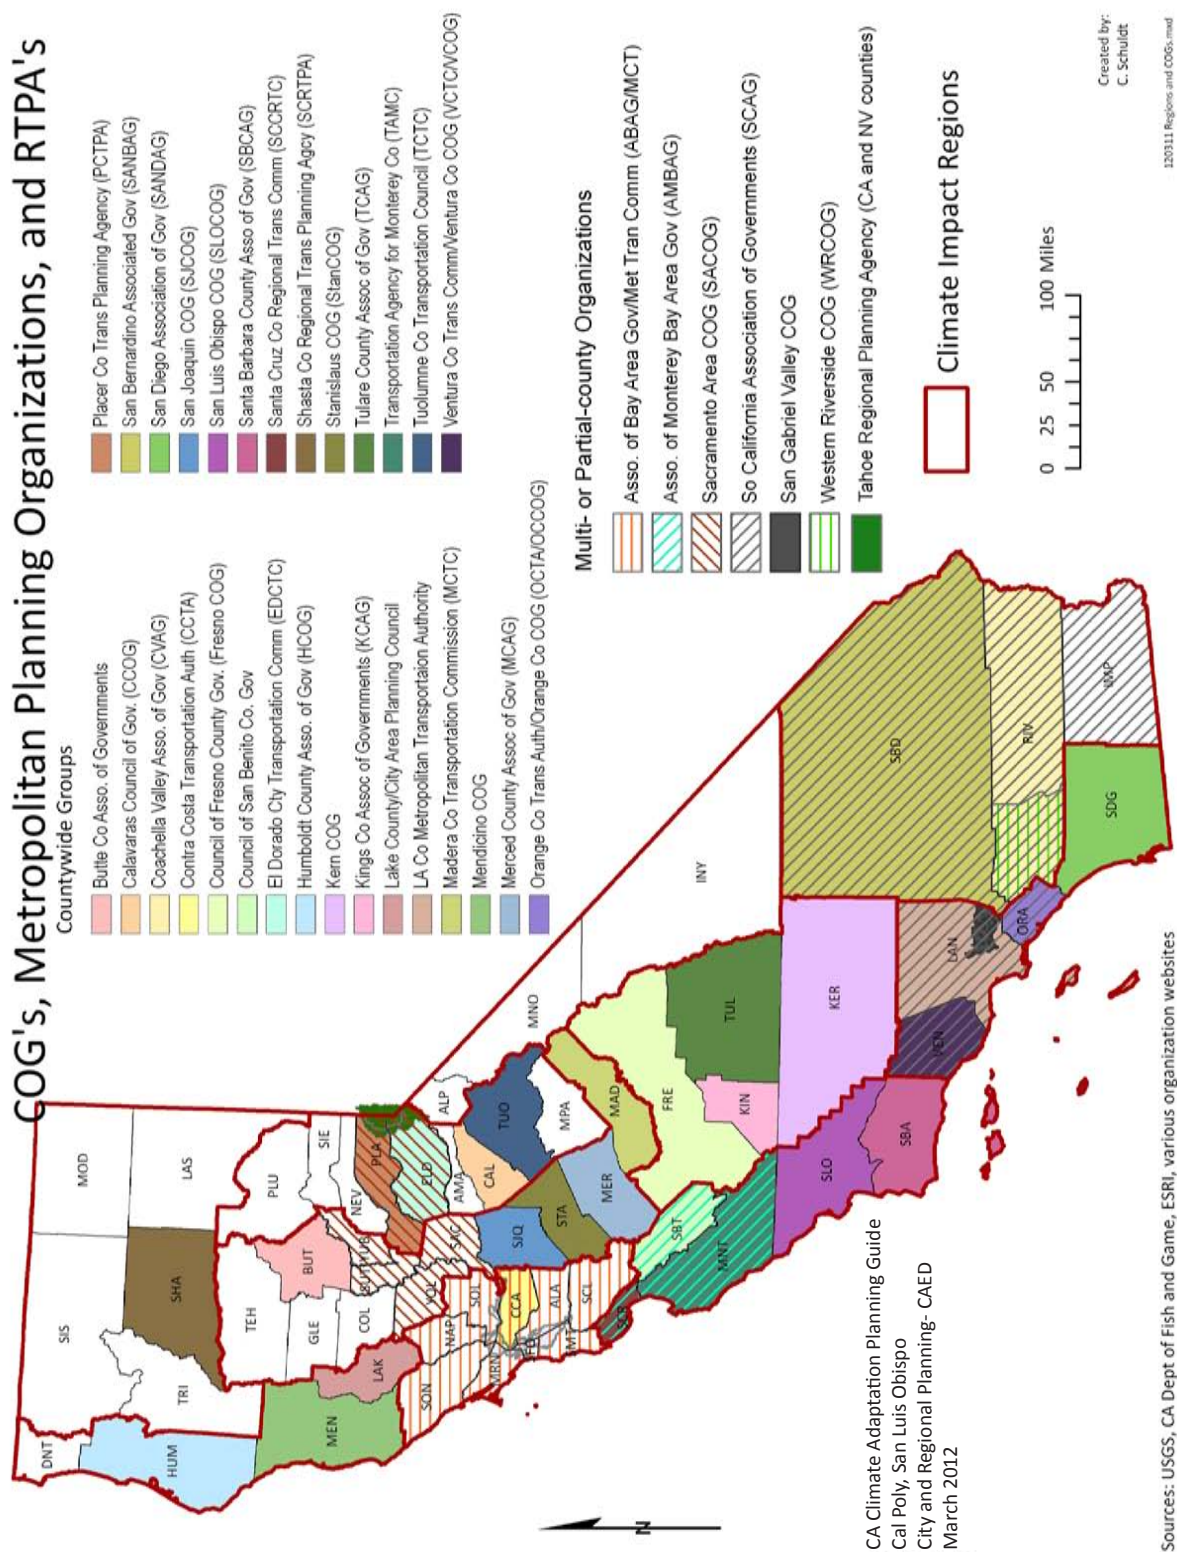 COG's, Metropolitan Planning Organizations, and RTPA's
Countywide Groups
Butte Co Asso. of Governments
Calavaras Council of Gov. (CCOG)
Coachella Valley Asso. of Gov (CVAG)
Contra Costa Transportation Auth (CCTA)
Council of Fresno County Gov. (Fresno COG)
Council of San Benito Co. Gov
El Dorado Cty Transportation Comm (EDCTC)
Humboldt County Asso. of Gov (HCOG)
Kern COG
Kings Co Assoc of Governments (KCAG)
Lake County/City Area Planning Council
LA Co Metropolitan Transportaion Authority
Madera Co Transportation Commission (MCTC)
Mendicino COG
Merced County Assoc of Gov (MCAG)
Orange Co Trans Auth/Orange Co COG (OCTA/OCCOG)
Placer Co Trans Planning Agency (PCTPA)
San Bernardino Associated Gov (SANBAG)
San Diego Association of Gov (SANDAG)
San Joaquin COG (SJCOG)
San Luis Obispo COG (SLOCOG)
Santa Barbara County Asso of Gov (SBCAG)
Santa Cruz Co Regional Trans Comm (SCCRTC)
Shasta Co Regional Trans Planning Agcy (SCRTPA)
Stanislaus COG (StanCOG)
Tulare County Assoc of Gov (TCAG)
Transportation Agency for Monterey Co (TAMC)
Tuolumne Co Transportation Council (TCTC)
Ventura Co Trans Comm/Ventura Co COG (VCTC/VCOG)
Multi- or Partial-county Organizations
Asso. of Bay Area Gov/Met Tran Comm (ABAG/MCT)
Asso. of Monterey Bay Area Gov (AMBAG)
Sacramento Area COG (SACOG)
So California Association of Governments (SCAG)
San Gabriel Valley COG
Western Riverside COG (WRCOG)
Tahoe Regional Planning Agency (CA and NV counties)
Climate Impact Regions
0 25 50 100 Miles
DNT
SIS
MOD
HUM
TRI
SHA
LAS
TEH
PLU
MEN
GLE
BUT
SIE
LAK
COL
YUB
NEV
PLA
SON
NAP
YOL
SAC
ELD
AMA
ALP
MRN
SOL
CCA
SJQ
CAL
TUO
MNO
ALA
STA
MPA
SMT
SCL
MER
MAD
SCR
SBT
FRE
INY
MNT
KIN
TUL
SLO
KER
SBA
VEN
LAN
SBD
ORA
RIV
SDG
IMP
N
CA Climate Adaptation Planning Guide
Cal Poly, San Luis Obispo
City and Regional Planning- CAED
March 2012
Sources: USGS, CA Dept of Fish and Game, ESRI, various organization websites
Created by:
C. Schuldt
120311 Regions and COGs.mxd